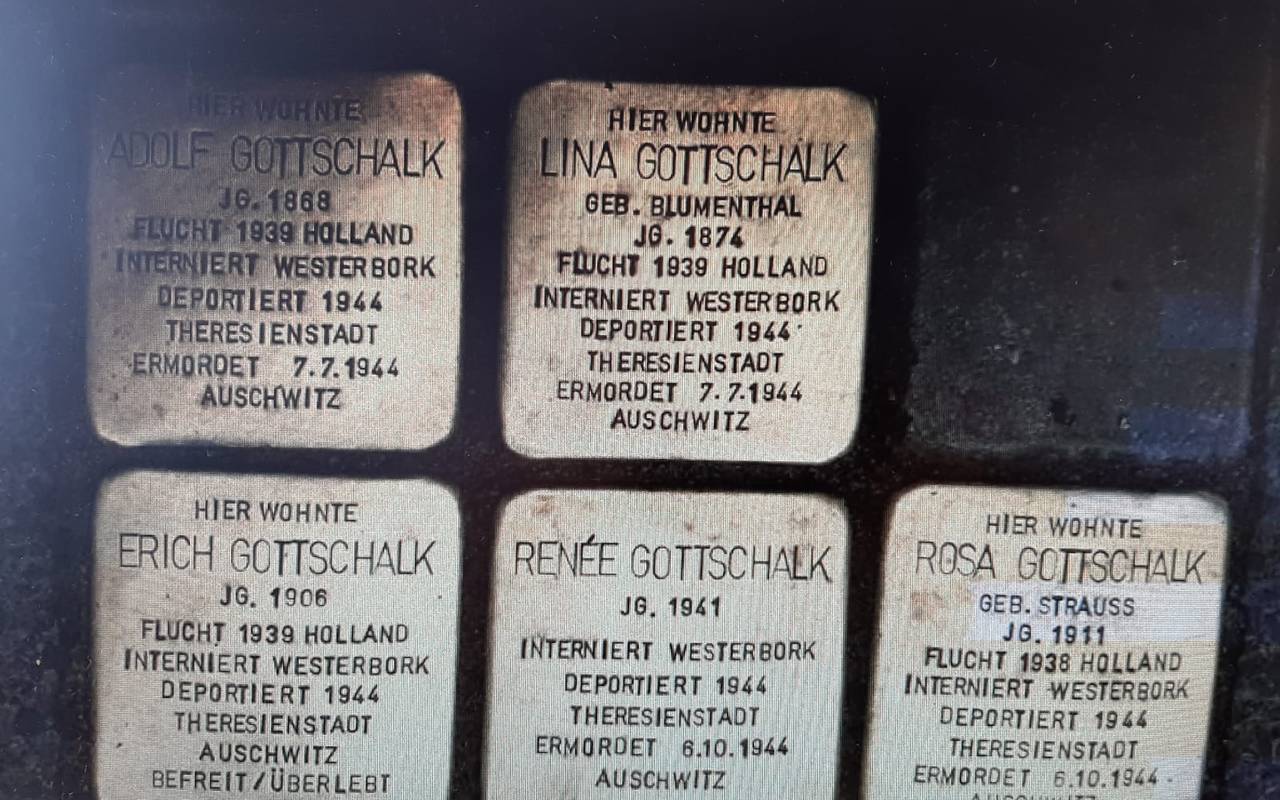 HIER WOHNTE
ADOLF GOTTSCHALK
JG. 1868
FLUCHT 1939 HOLLAND
INTERNIERT WESTERBORK
DEPORTIERT 1944
THERESIENSTADT
ERMORDET 7.7.1944
AUSCHWITZ
HIER WOHNTE
LINA GOTTSCHALK
GEB. BLUMENTHAL
JG. 1874
FLUCHT 1939 HOLLAND
INTERNIERT WESTERBORK
DEPORTIERT 1944
THERESIENSTADT
ERMORDET 7.7.1944
AUSCHWITZ
HIER WOHNTE
ERICH GOTTSCHALK
JG. 1906
FLUCHT 1939 HOLLAND
INTERNIERT WESTERBORK
DEPORTIERT 1944
THERESIENSTADT
AUSCHWITZ
BEFREIT/ÜBERLEBT
RENÉE GOTTSCHALK
JG. 1941
INTERNIERT WESTERBORK
DEPORTIERT 1944
THERESIENSTADT
ERMORDET 6.10.1944
AUSCHWITZ
HIER WOHNTE
ROSA GOTTSCHALK
GEB. STRAUSS
JG. 1911
FLUCHT 1938 HOLLAND
INTERNIERT WESTERBORK
DEPORTIERT 1944
THERESIENSTADT
ERMORDET 6.10.1944